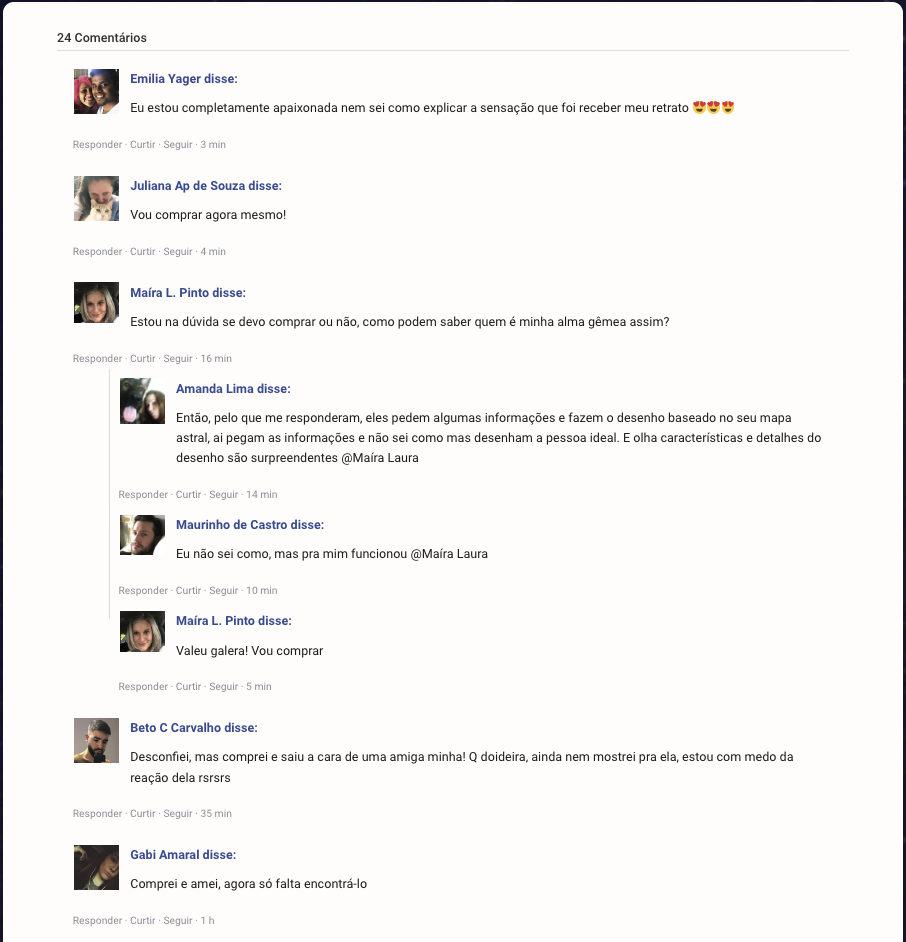 24 Comentários
Emilia Yager disse:
Eu estou completamente apaixonada nem sei como explicar a sensação que foi receber meu retrato 😍😍😍
Responder · Curtir · Seguir · 3 min
Juliana Ap de Souza disse:
Vou comprar agora mesmo!
Responder · Curtir · Seguir · 4 min
Maíra L. Pinto disse:
Estou na dúvida se devo comprar ou não, como podem saber quem é minha alma gêmea assim?
Responder · Curtir · Seguir · 16 min
Amanda Lima disse:
Então, pelo que me responderam, eles pedem algumas informações e fazem o desenho baseado no seu mapa
astral, ai pegam as informações e não sei como mas desenham a pessoa ideal. E olha características e detalhes do
desenho são surpreendentes @Maíra Laura
Responder · Curtir · Seguir · 14 min
Maurinho de Castro disse:
Eu não sei como, mas pra mim funcionou @Maíra Laura
Responder · Curtir · Seguir · 10 min
Maíra L. Pinto disse:
Valeu galera! Vou comprar
Responder · Curtir · Seguir · 5 min
Beto C Carvalho disse:
Desconfiei, mas comprei e saiu a cara de uma amiga minha! Q doideira, ainda nem mostrei pra ela, estou com medo da
reação dela rsrsrs
Responder · Curtir · Seguir · 35 min
Gabi Amaral disse:
Comprei e amei, agora só falta encontrá-lo
Responder · Curtir · Seguir · 1 h